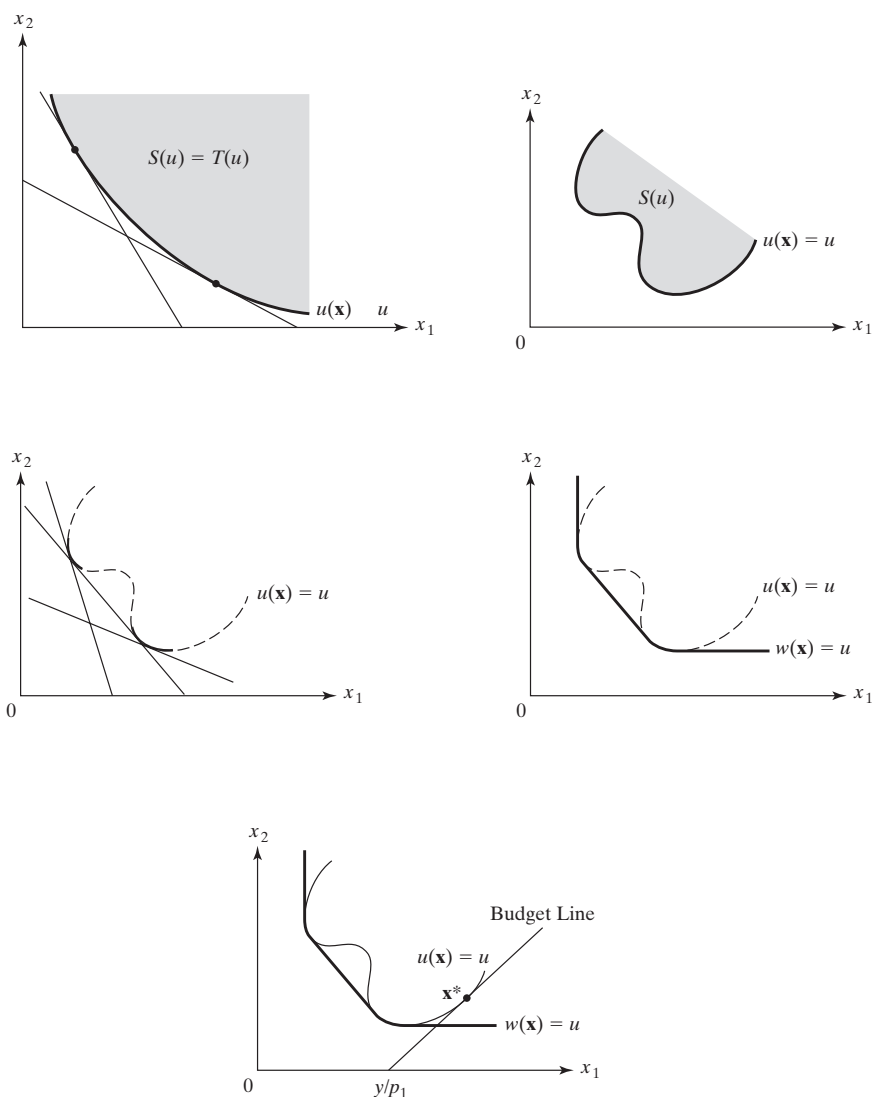 x2
S(u) = T(u)
u(x) u
x1
x2
S(u)
u(x) = u
0
x1
x2
u(x) = u
0
x1
x2
u(x) = u
w(x) = u
0
x1
x2
Budget Line
u(x) = u
x*
w(x) = u
0
y/p1
x1